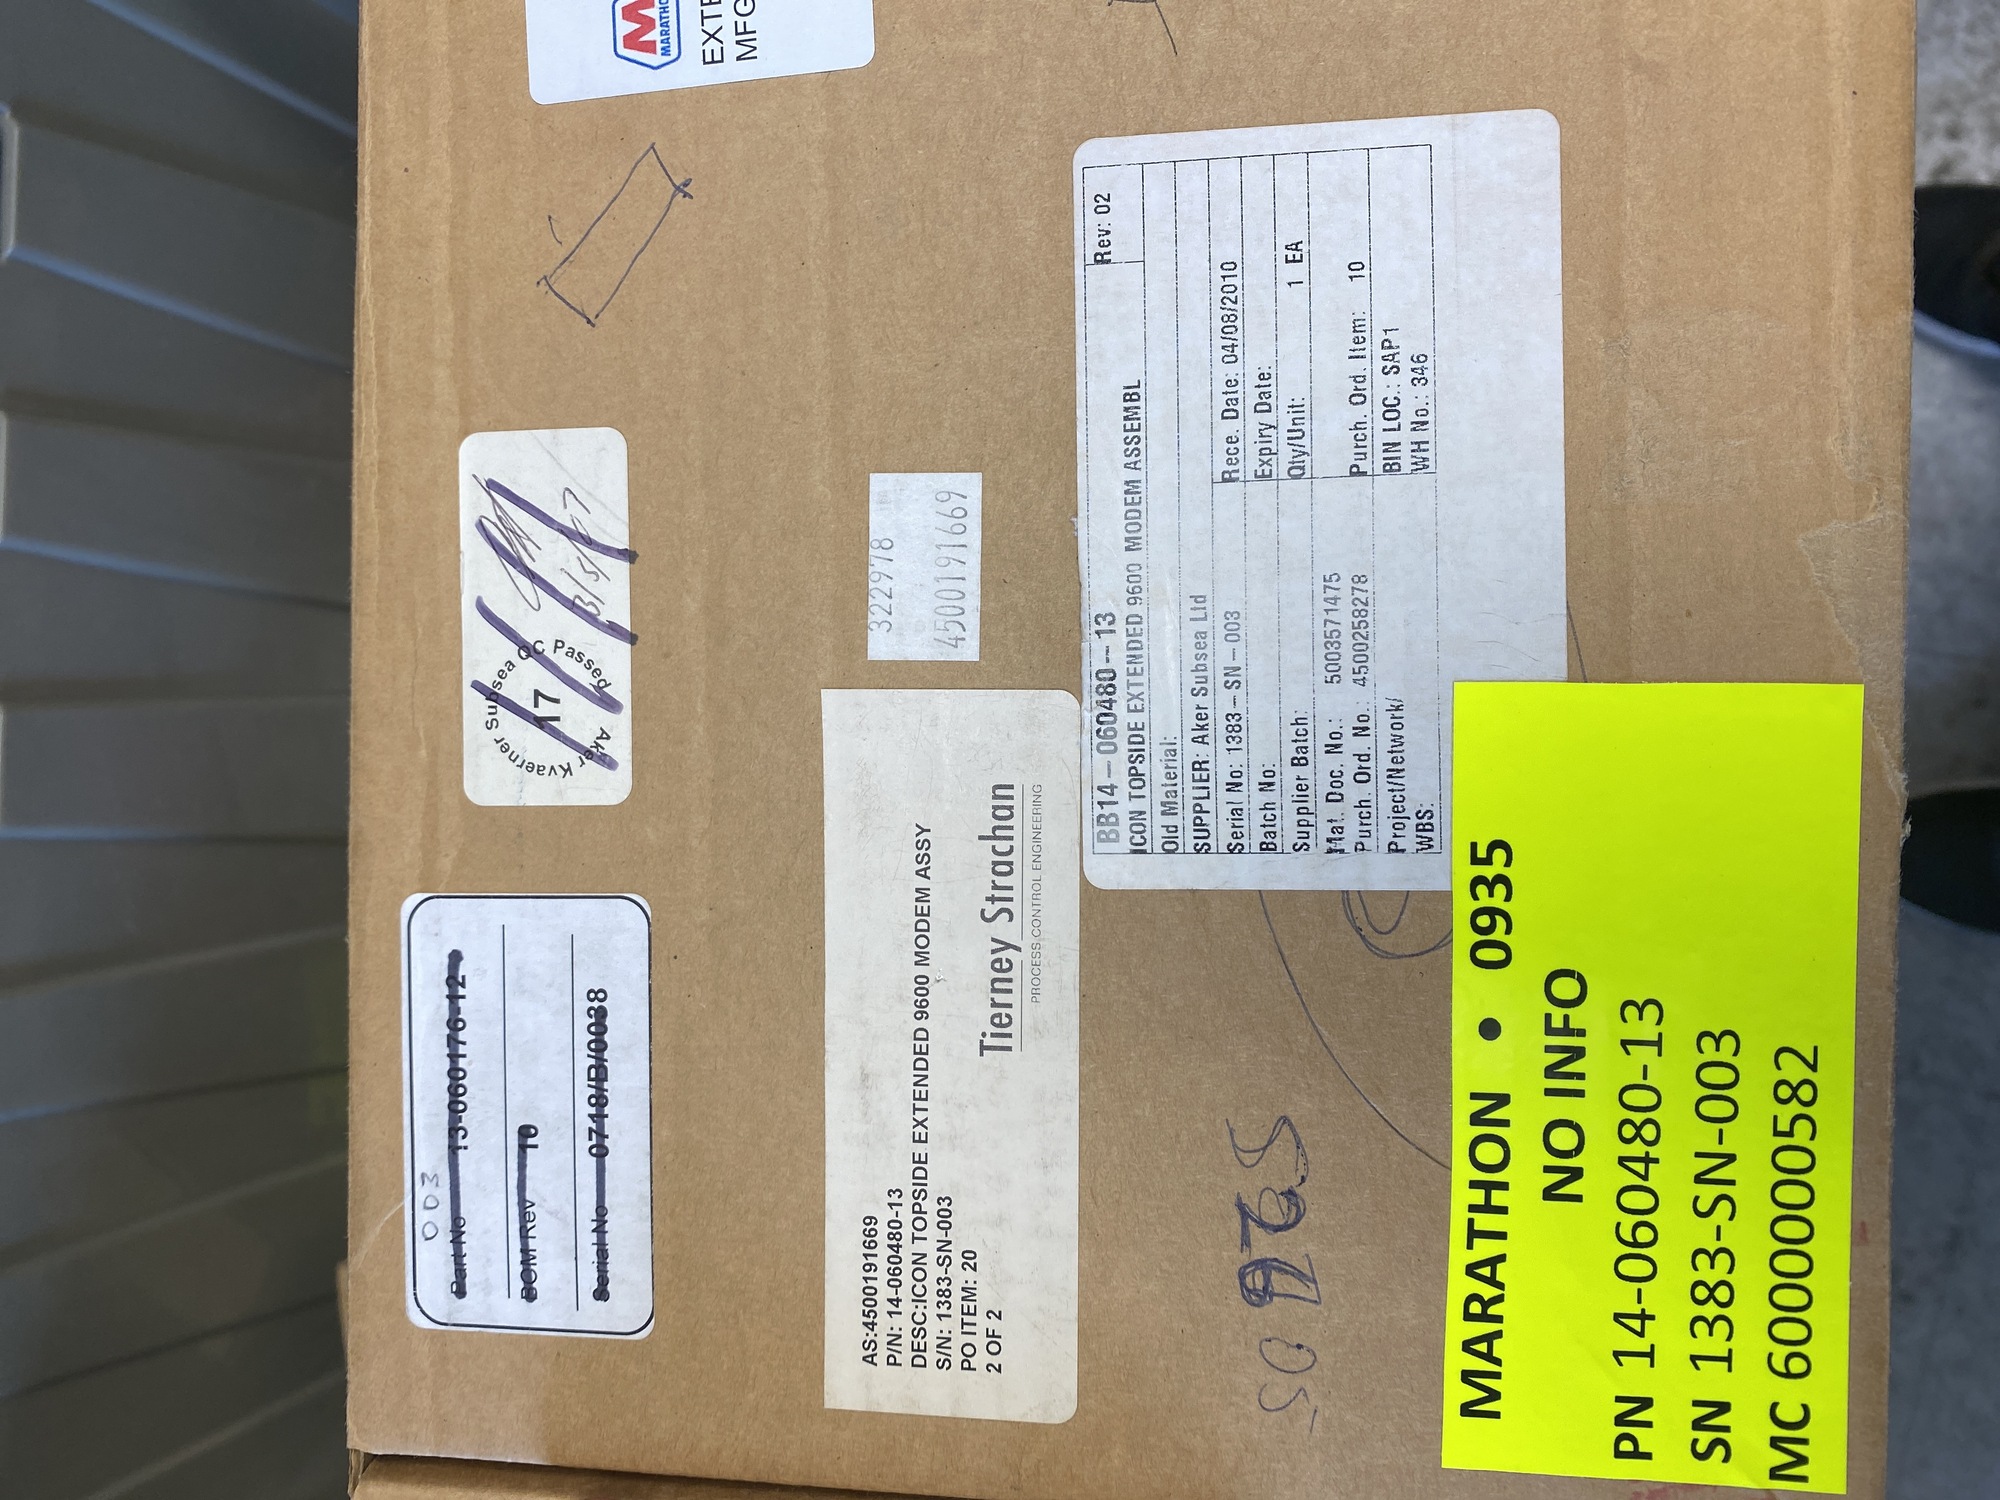 MARATHO
EXTE
MFG
003
Part No 13-060176-12
BOM Rev 10
Serial No 0718/B/0038
Aker Kvaerner Subsea QC Passed
17
322978
4500191669
AS:4500191669
P/N: 14-060480-13
DESC:ICON TOPSIDE EXTENDED 9600 MODEM ASSY
S/N: 1383-SN-003
PO ITEM: 20
2 OF 2
Tierney Strachan
PROCESS CONTROL ENGINEERING
BB14-060480-13 Rev: 02
ICON TOPSIDE EXTENDED 9600 MODEM ASSEMBL
Old Material:
SUPPLIER: Aker Subsea Ltd
Serial No: 1383-SN-003 Rece. Date: 04/08/2010
Batch No: Expiry Date:
Supplier Batch: Qty/Unit: 1 EA
Mat. Doc. No.: 5003571475
Purch. Ord. No.: 4500258278 Purch. Ord. Item: 10
Project/Network/ BIN LOC.: SAP1
WBS: WH No.: 346
MARATHON • 0935
NO INFO
PN 14-060480-13
SN 1383-SN-003
MC 6000000582